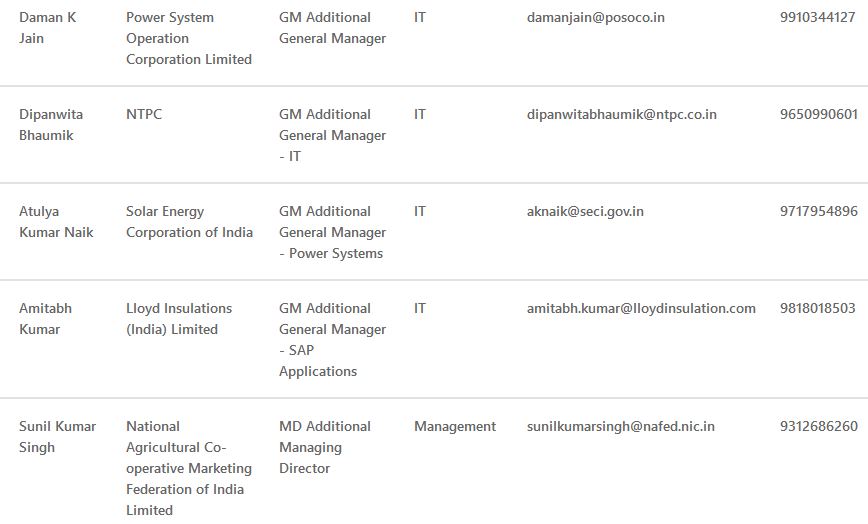 Daman K Power System GM Additional IT damanjain@posoco.in 9910344127
Jain Operation General Manager
Corporation Limited
Dipanwita NTPC GM Additional IT dipanwitabhaumik@ntpc.co.in 9650990601
Bhaumik General Manager
- IT
Atulya Solar Energy GM Additional IT aknaik@seci.gov.in 9717954896
Kumar Naik Corporation of India General Manager
- Power Systems
Amitabh Lloyd Insulations GM Additional IT amitabh.kumar@lloydinsulation.com 9818018503
Kumar (India) Limited General Manager
- SAP
Applications
Sunil Kumar National MD Additional Management sunilkumarsingh@nafed.nic.in 9312686260
Singh Agricultural Co- Managing
operative Marketing Director
Federation of India
Limited